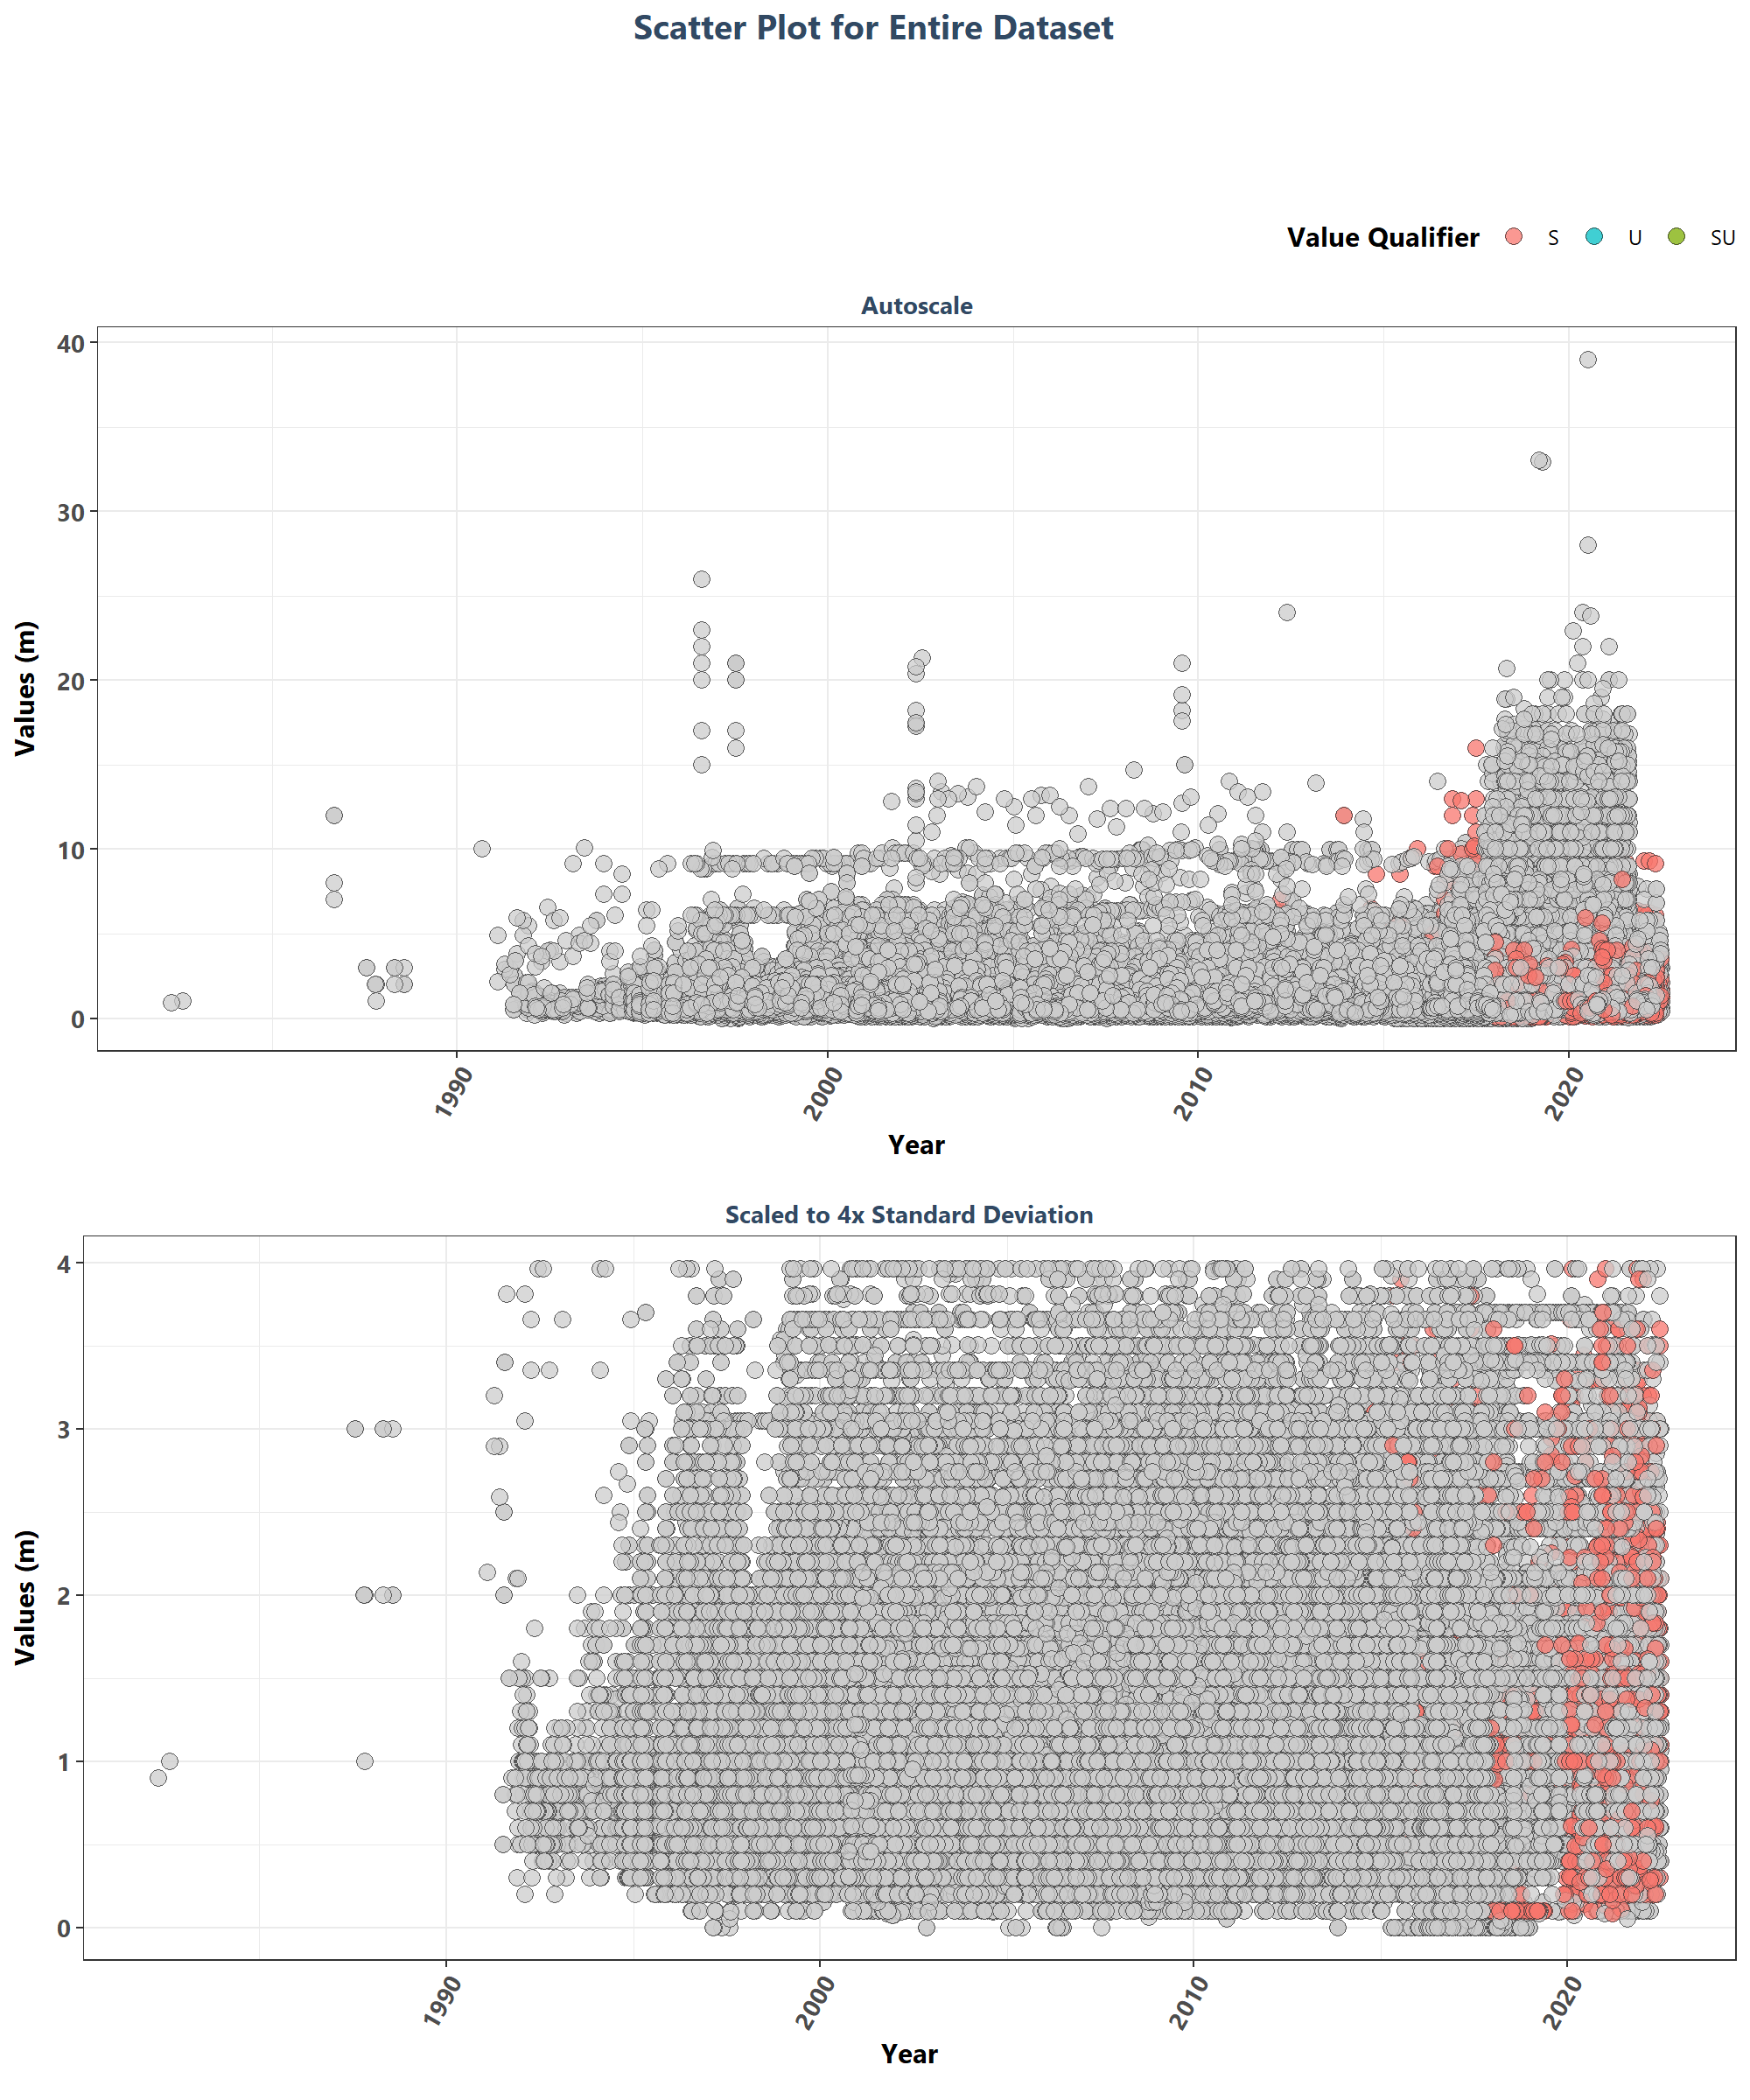 Scatter Plot for Entire Dataset
Value Qualifier S U SU
Autoscale
40
30
20
10
0
Values (m)
1990 2000 2010 2020
Year
Scaled to 4x Standard Deviation
4
3
2
1
0
Values (m)
1990 2000 2010 2020
Year